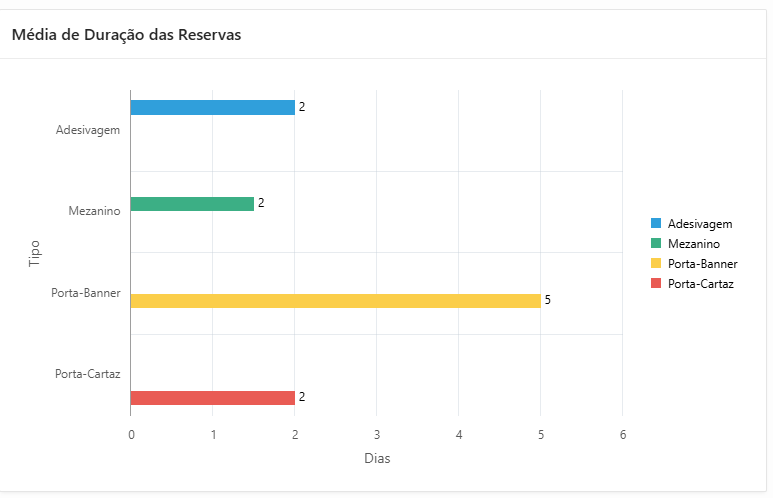 Média de Duração das Reservas
Adesivagem
2
Mezanino
2
Porta-Banner
5
Porta-Cartaz
2
Tipo
0 1 2 3 4 5 6
Dias
Adesivagem
Mezanino
Porta-Banner
Porta-Cartaz